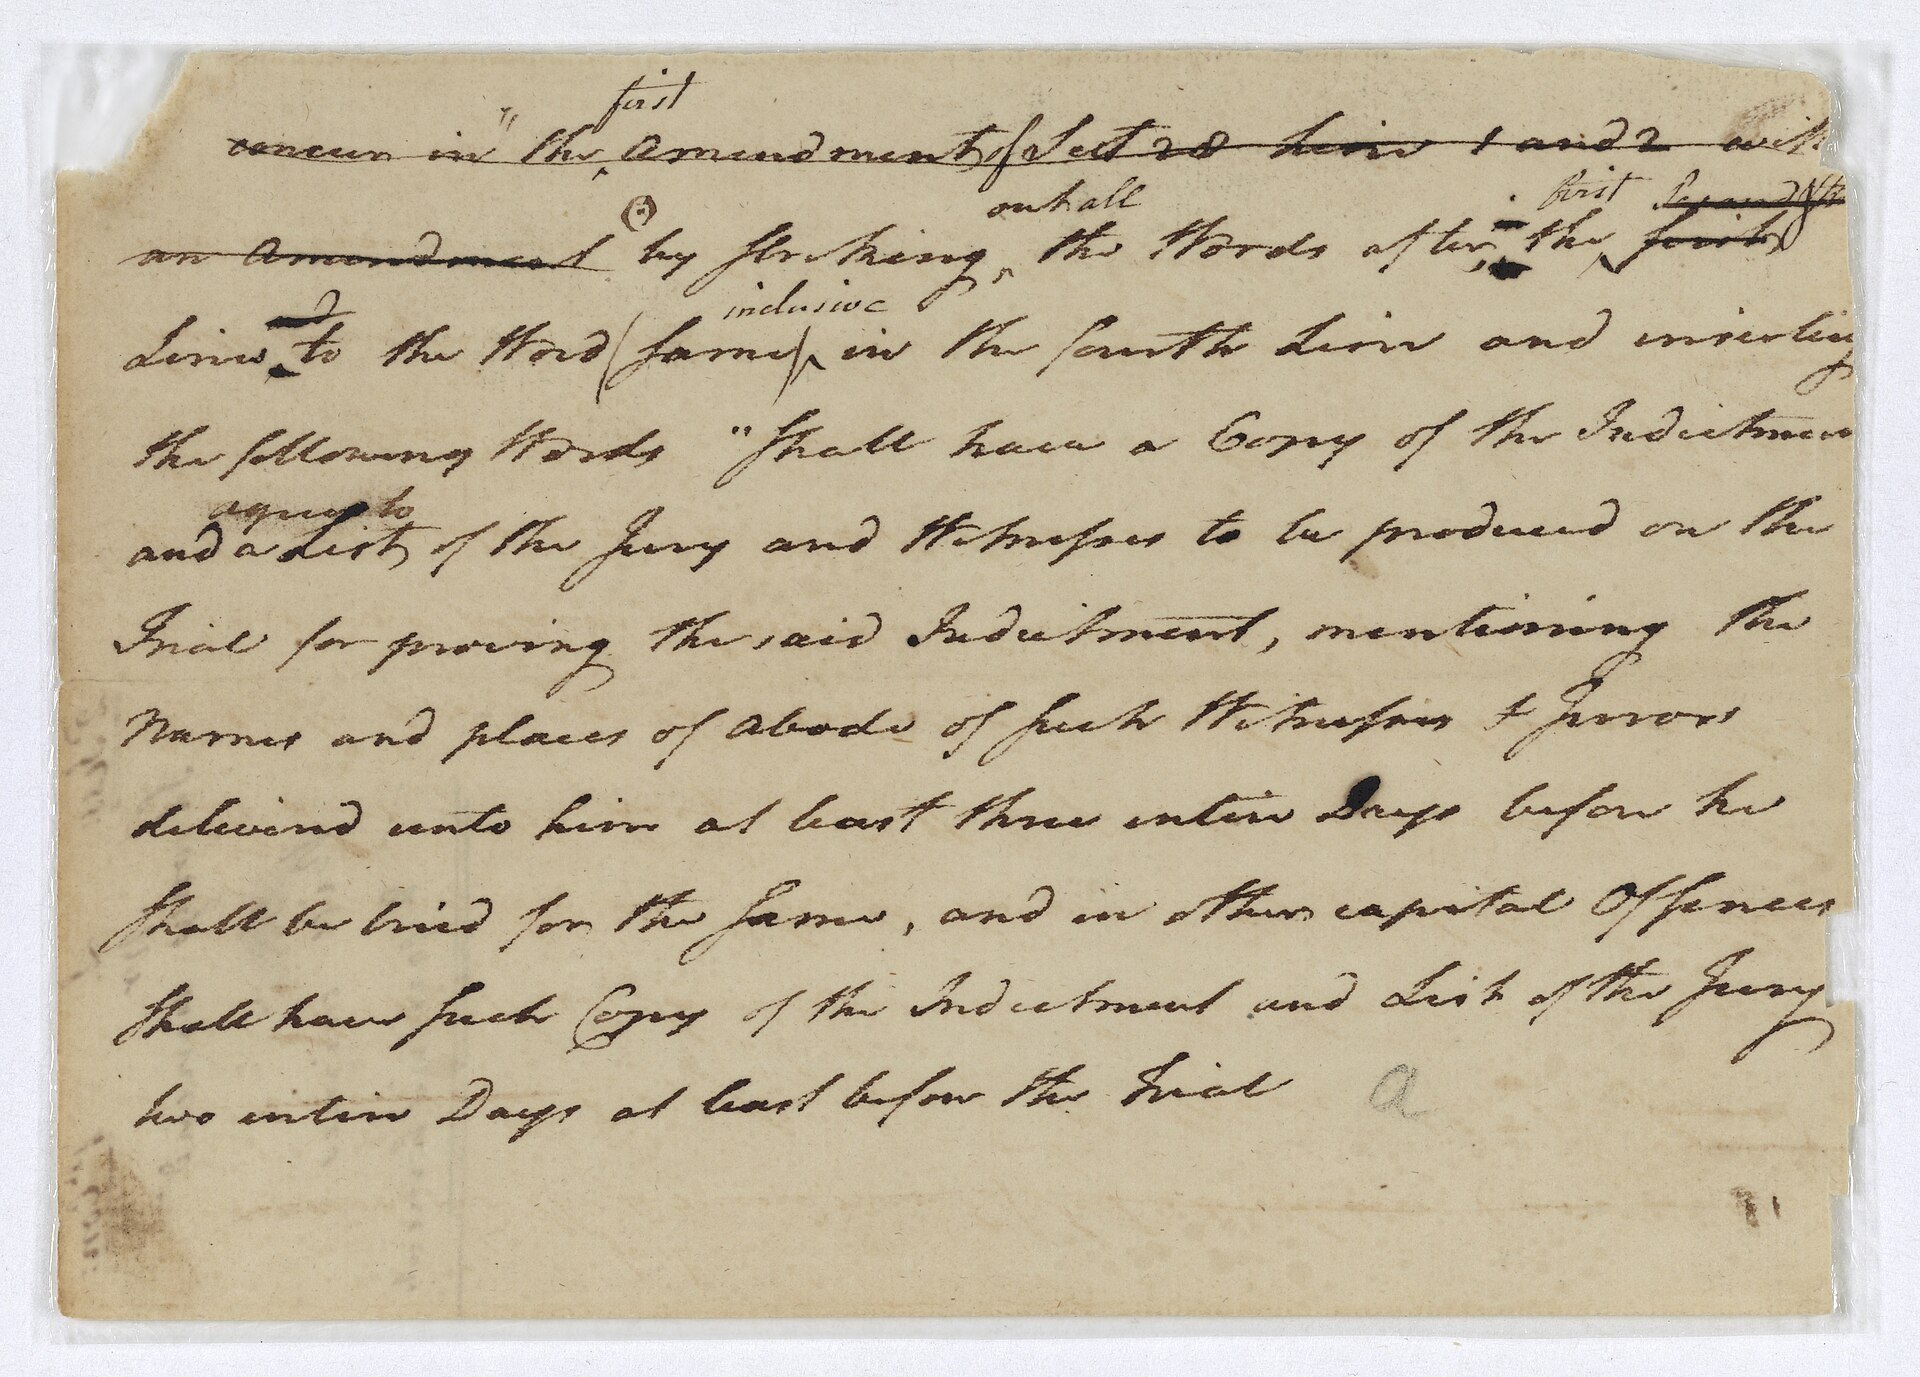 first
concur in " the Amendment of Sect 28 Line 1 and 2 with
out all
first
an Amendment by Striking the Words after the first
inclusive
Line to the Word (Same) in the fourth Line and inserting
the following Words "Shall have a Copy of the Indictment
agree to
and a List of the Jury and Witnesses to be produced on the
Trial for proving the said Indictment, mentioning the
Names and places of Abode of such Witnesses & Jurors
delivered unto him at least three entire Days before he
Shall be tried for the Same, and in other capital Offences
Shall have Such Copy of the Indictment and List of the Jury
two entire Days at least before the Trial a